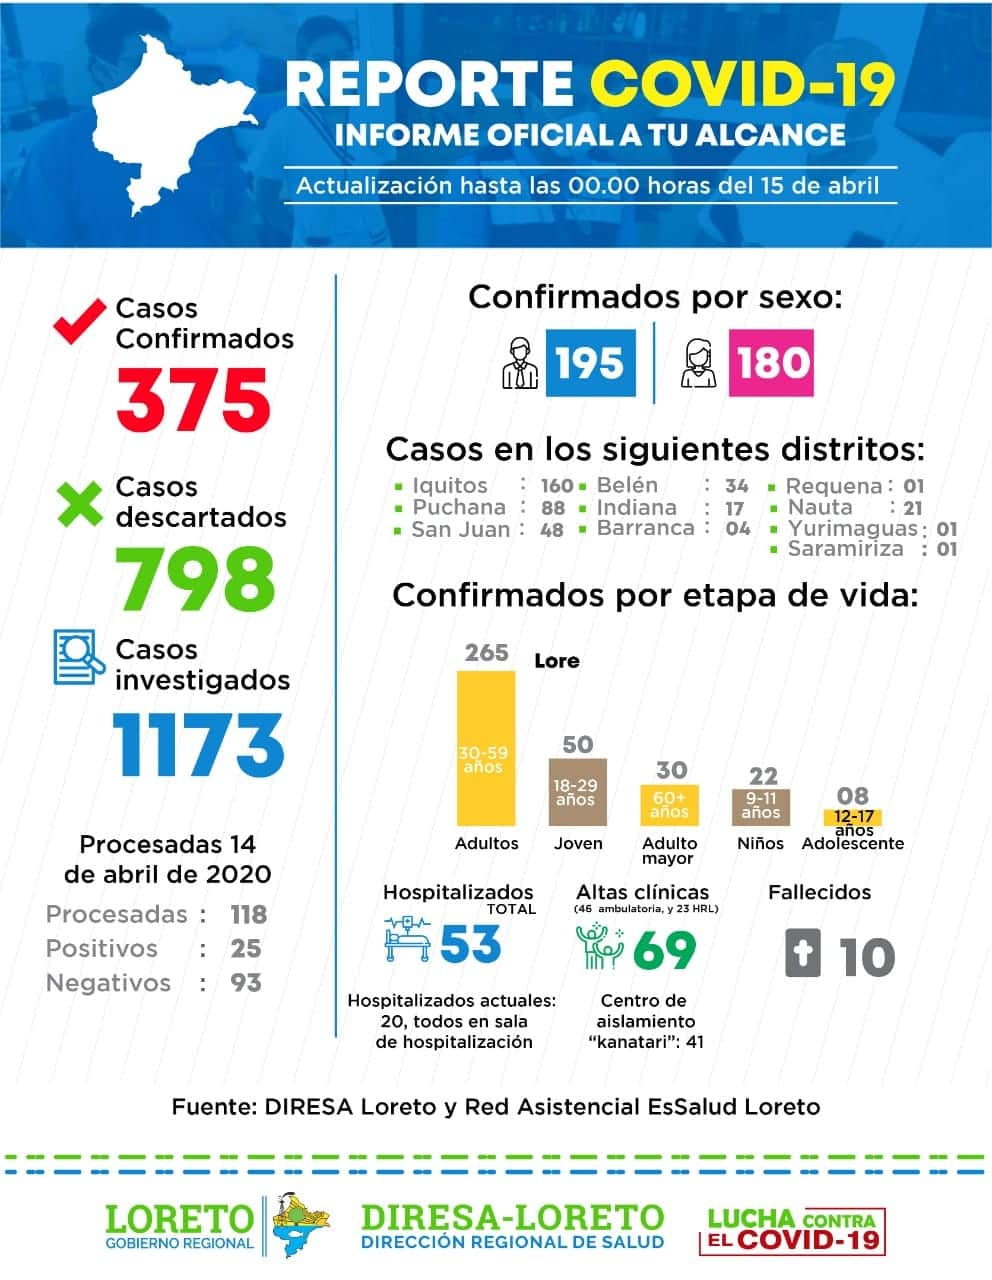 REPORTE COVID-19
INFORME OFICIAL A TU ALCANCE
Actualización hasta las 00.00 horas del 15 de abril
Casos
Confirmados
375
Casos
descartados
798
Casos
investigados
1173
Procesadas 14
de abril de 2020
Procesadas : 118
Positivos : 25
Negativos : 93
Confirmados por sexo:
195
180
Casos en los siguientes distritos:
Iquitos : 160
Puchana : 88
San Juan : 48
Belén : 34
Indiana : 17
Barranca : 04
Requena : 01
Nauta : 21
Yurimaguas : 01
Saramiriza : 01
Confirmados por etapa de vida:
Lore
265
30-59
años
Adultos
50
18-29
años
Joven
30
60+
años
Adulto
mayor
22
9-11
años
Niños
08
12-17
años
Adolescente
Hospitalizados
TOTAL
53
Hospitalizados actuales:
20, todos en sala
de hospitalización
Altas clínicas
(46 ambulatoria, y 23 HRL)
69
Centro de
aislamiento
“kanatari”: 41
Fallecidos
10
Fuente: DIRESA Loreto y Red Asistencial EsSalud Loreto
LORETO
GOBIERNO REGIONAL
DIRESA-LORETO
DIRECCIÓN REGIONAL DE SALUD
LUCHA CONTRA
EL COVID-19